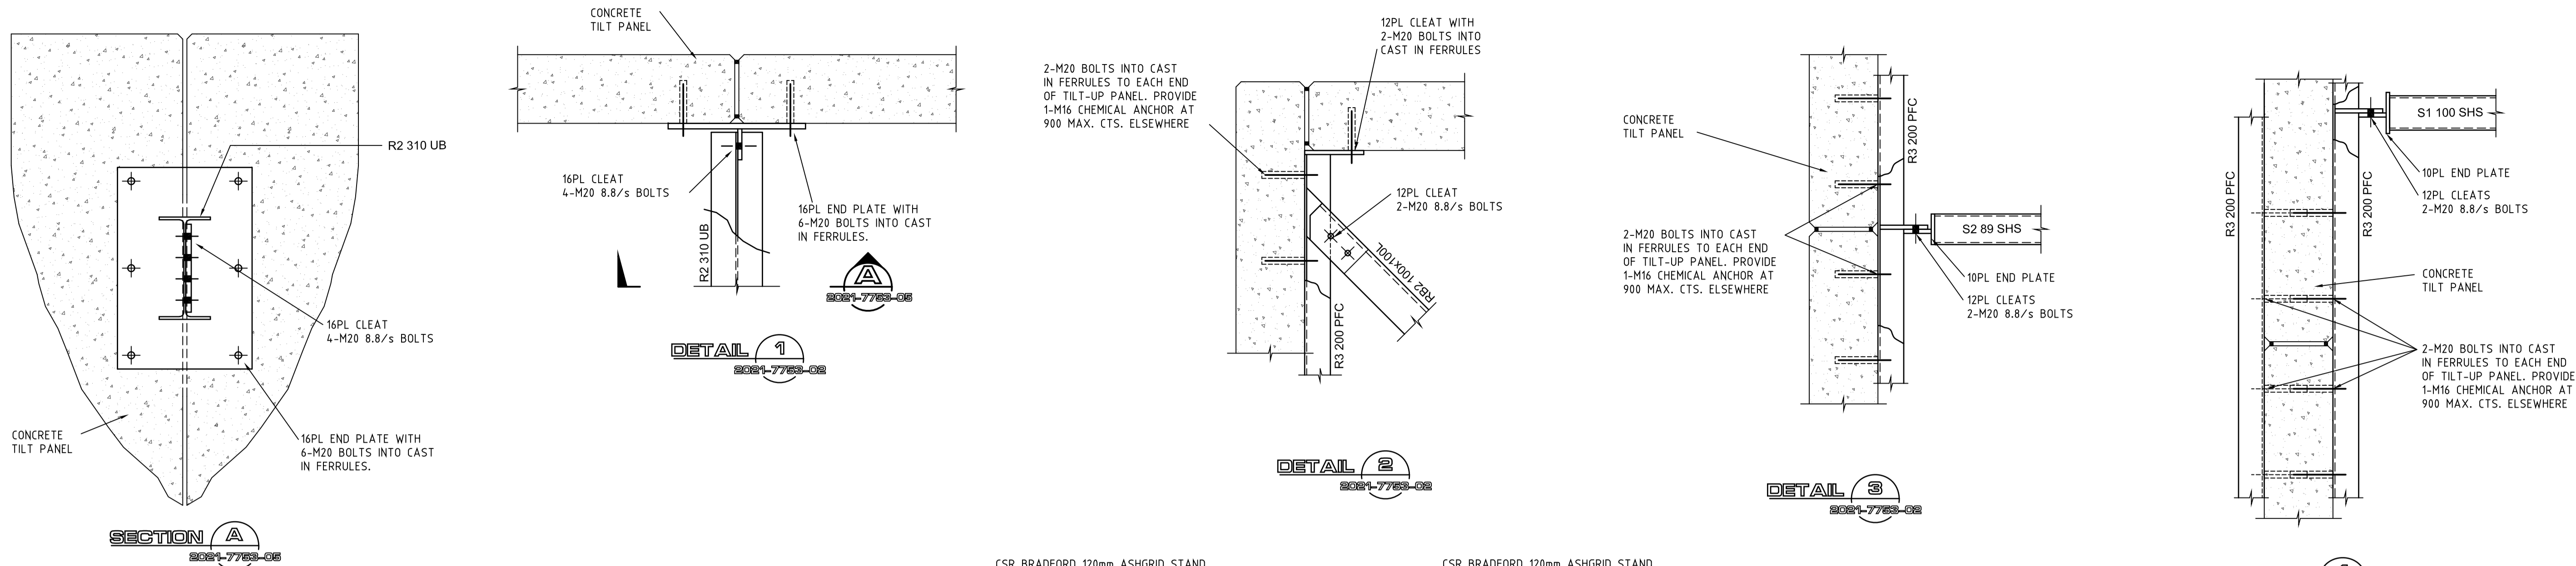 R2 310 UB
16PL CLEAT
4-M20 8.8/s BOLTS
CONCRETE
TILT PANEL
16PL END PLATE WITH
6-M20 BOLTS INTO CAST
IN FERRULES.
SECTION A
2021-7753-05
CONCRETE
TILT PANEL
16PL CLEAT
4-M20 8.8/s BOLTS
16PL END PLATE WITH
6-M20 BOLTS INTO CAST
IN FERRULES.
R2 310 UB
A
2021-7753-05
DETAIL 1
2021-7753-02
12PL CLEAT WITH
2-M20 BOLTS INTO
CAST IN FERRULES
2-M20 BOLTS INTO CAST
IN FERRULES TO EACH END
OF TILT-UP PANEL. PROVIDE
1-M16 CHEMICAL ANCHOR AT
900 MAX. CTS. ELSEWHERE
12PL CLEAT
2-M20 8.8/s BOLTS
RB2 100x100L
R3 200 PFC
DETAIL 2
2021-7753-02
CONCRETE
TILT PANEL
R3 200 PFC
2-M20 BOLTS INTO CAST
IN FERRULES TO EACH END
OF TILT-UP PANEL. PROVIDE
1-M16 CHEMICAL ANCHOR AT
900 MAX. CTS. ELSEWHERE
S2 89 SHS
10PL END PLATE
12PL CLEATS
2-M20 8.8/s BOLTS
DETAIL 3
2021-7753-02
S1 100 SHS
10PL END PLATE
12PL CLEATS
2-M20 8.8/s BOLTS
R3 200 PFC
R3 200 PFC
CONCRETE
TILT PANEL
2-M20 BOLTS INTO CAST
IN FERRULES TO EACH END
OF TILT-UP PANEL. PROVIDE
1-M16 CHEMICAL ANCHOR AT
900 MAX. CTS. ELSEWHERE
CSR BRADFORD 120mm ASHGRID STAND
CSR BRADFORD 120mm ASHGRID STAND